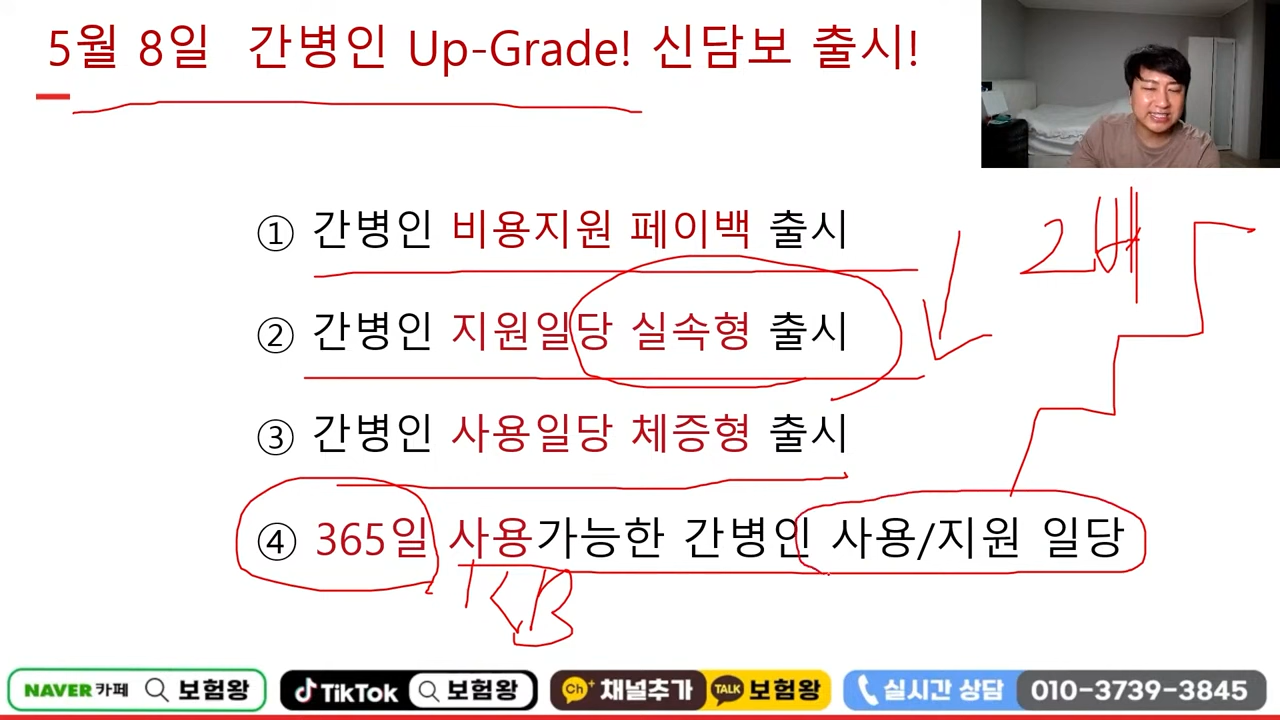 5월 8일 간병인 Up-Grade! 신담보 출시!
① 간병인 비용지원 페이백 출시
2배
② 간병인 지원일당 실속형 출시
③ 간병인 사용일당 체증형 출시
④ 365일 사용가능한 간병인 사용/지원 일당
KB
NAVER 카페 보험왕 TikTok 보험왕 Ch+ 채널추가 TALK 보험왕 실시간 상담 010-3739-3845